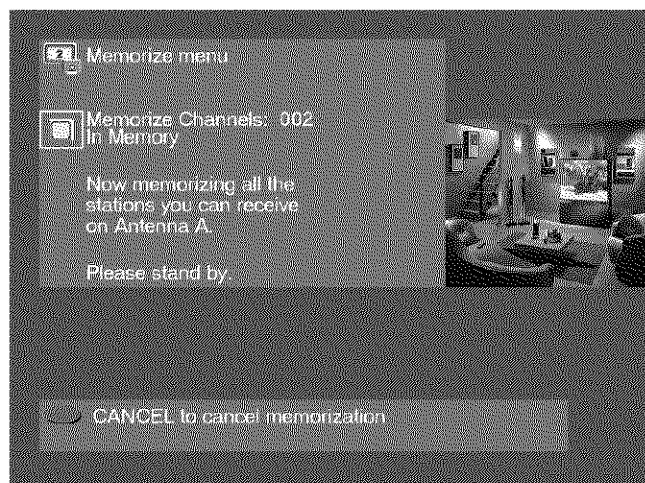 Memorize menu
Memorize Channels: 002
In Memory
Now memorizing all the
stations you can receive
on Antenna A.
Please stand by.
CANCEL to cancel memorization